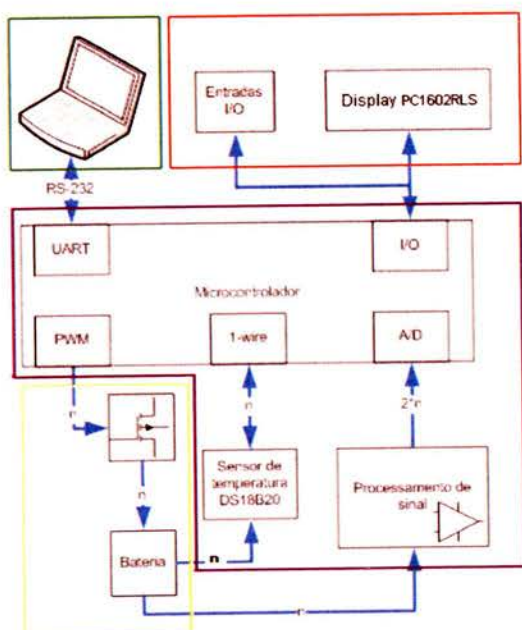 Entradas
I/O
Display PC1602RLS
RS-232
UART
I/O
Microcontrolador
PWM
1-wire
A/D
n
n
2*n
n
Sensor de
temperatura
DS18B20
Processamento de
sinal
Bateria
n
n